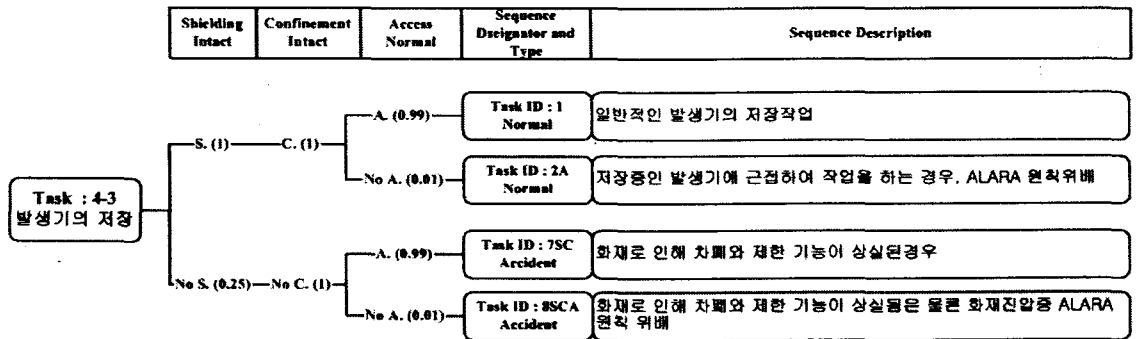 Shielding Intact
Confinement Intact
Access Normal
Sequence Dseignator and Type
Sequence Description
Task : 4-3
발생기의 저장
S. (1)
C. (1)
A. (0.99)
Task ID : 1
Normal
일반적인 발생기의 저장작업
No A. (0.01)
Task ID : 2A
Normal
저장중인 발생기에 근접하여 작업을 하는 경우, ALARA 원칙위배
No S. (0.25)
No C. (1)
A. (0.99)
Task ID : 7SC
Accident
화재로 인해 차폐와 제한 기능이 상실된경우
No A. (0.01)
Task ID : 8SCA
Accident
화재로 인해 차폐와 제한 기능이 상실됨은 물론 화재진압중 ALARA
원칙 위배